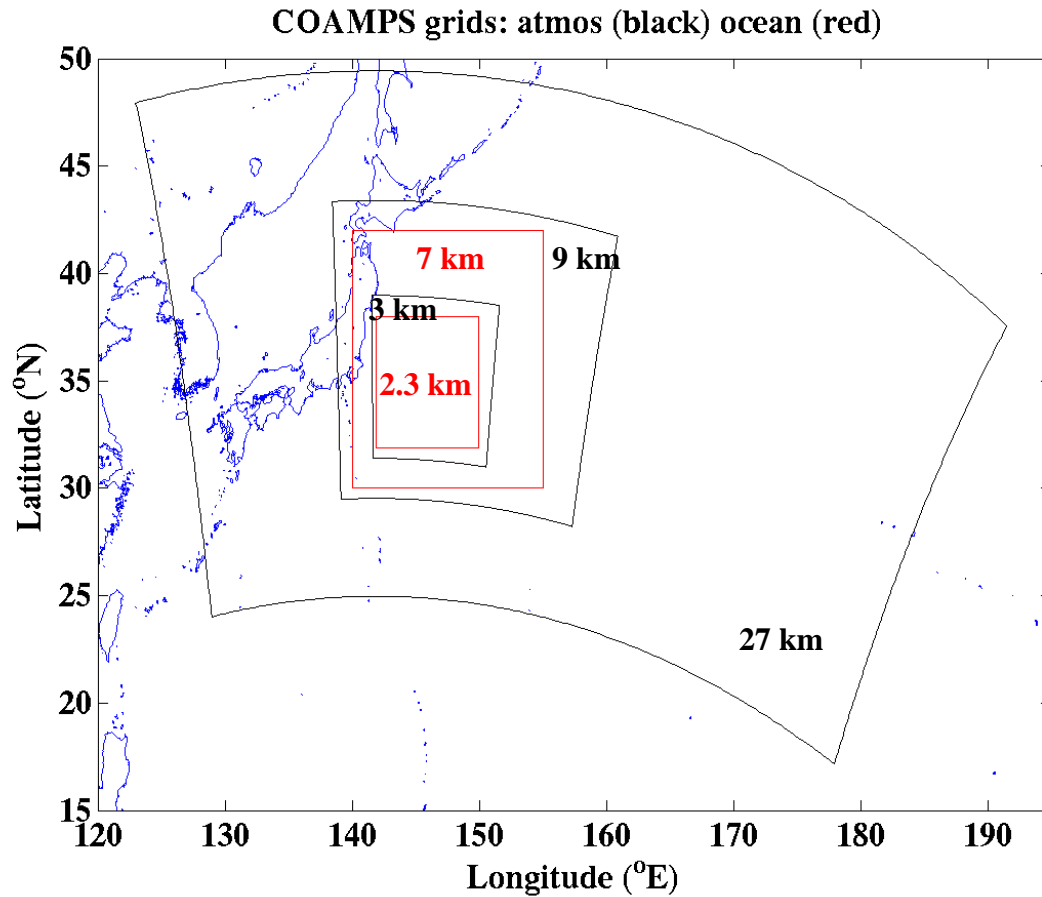 COAMPS grids: atmos (black) ocean (red)
50
45
40
35
30
25
20
15
Latitude (°N)
7 km
9 km
3 km
2.3 km
27 km
120
130
140
150
160
170
180
190
Longitude (°E)